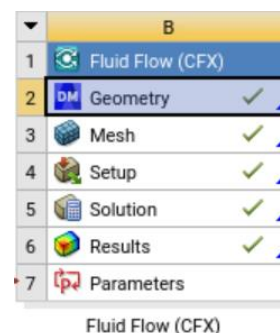 B
1 Fluid Flow (CFX)
2 DM Geometry
3 Mesh
4 Setup
5 Solution
6 Results
7 Parameters
Fluid Flow (CFX)